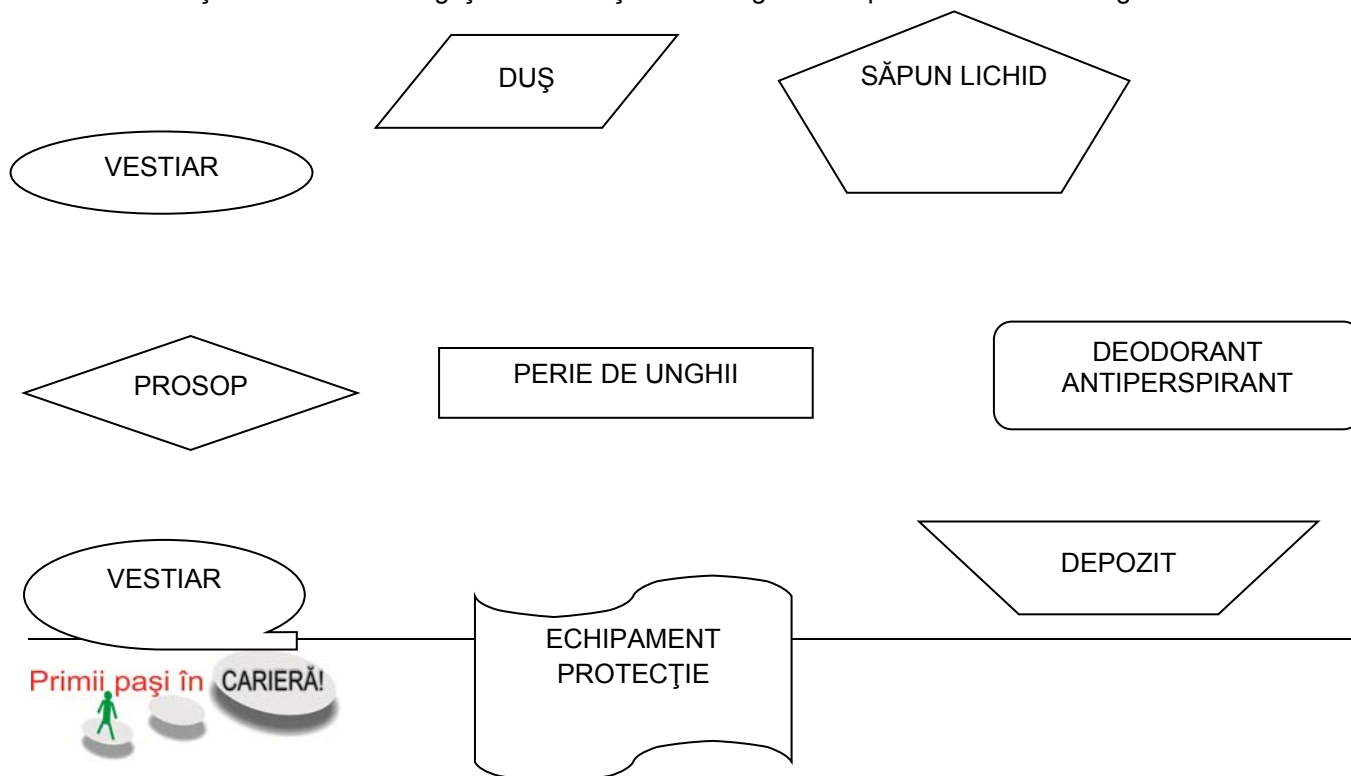 DUŞ
SĂPUN LICHID
VESTIAR
PROSOP
PERIE DE UNGHII
DEODORANT
ANTIPERSPIRANT
VESTIAR
DEPOZIT
ECHIPAMENT
PROTECŢIE
Primii paşi în CARIERĂ!